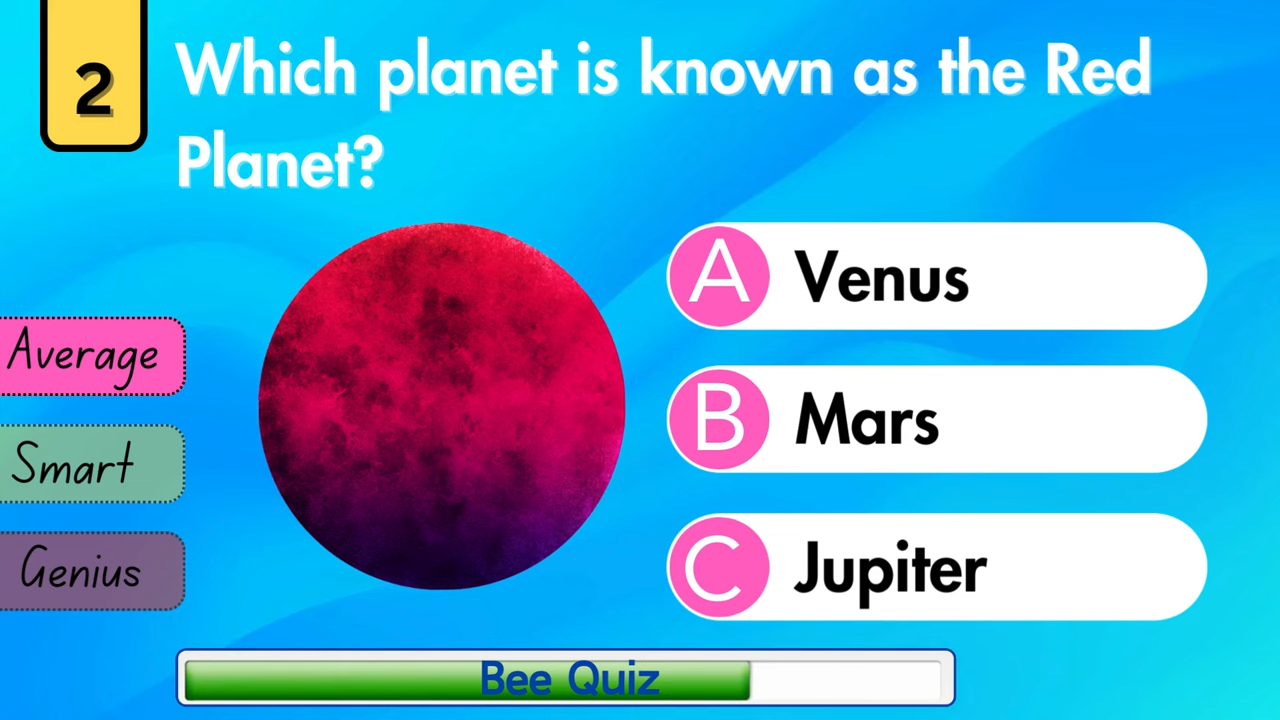 2
Which planet is known as the Red
Planet?
A Venus
B Mars
C Jupiter
Average
Smart
Genius
Bee Quiz